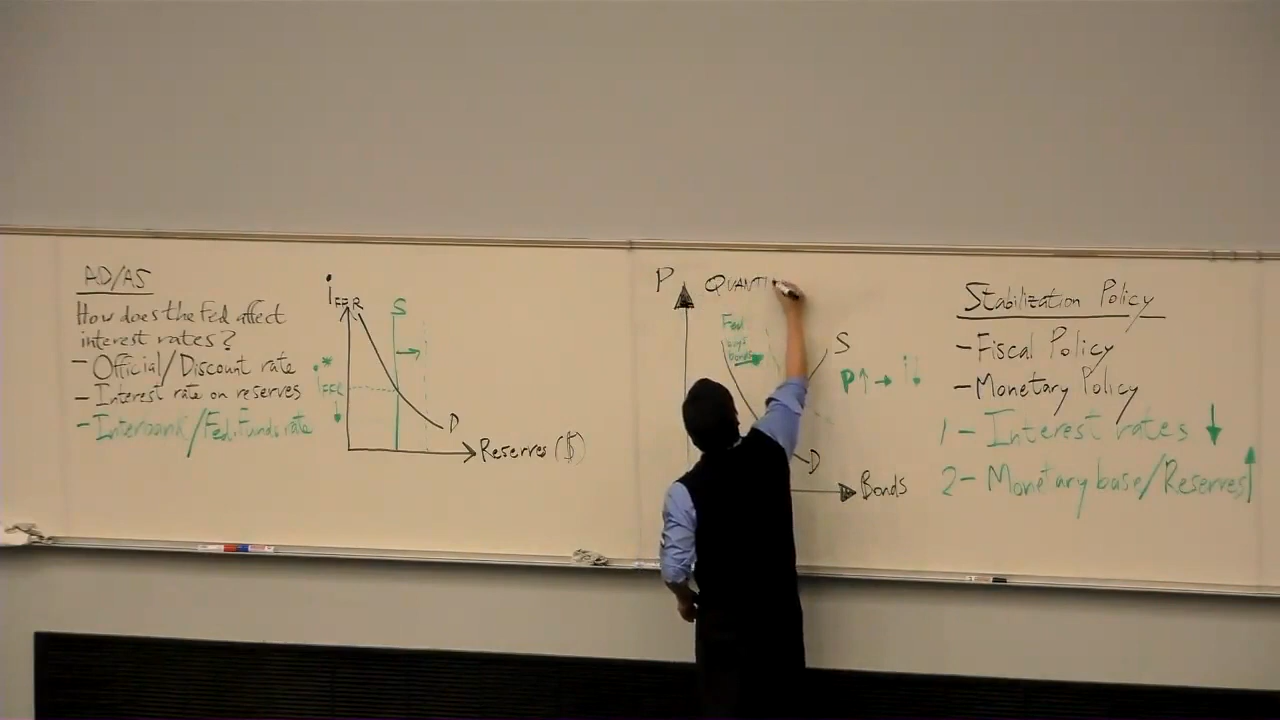 AD/AS
How does the Fed affect
interest rates?
- Official/Discount rate
- Interest rate on reserves
- Interbank/Fed. Funds rate
i FFR
S
i* FFR ↓
D
Reserves ($)
P
QUANTI
Fed
buys
bonds
S
P↑ → i↓
D
Bonds
Stabilization Policy
- Fiscal Policy
- Monetary Policy
1 - Interest rates ↓
2 - Monetary base/Reserves ↑